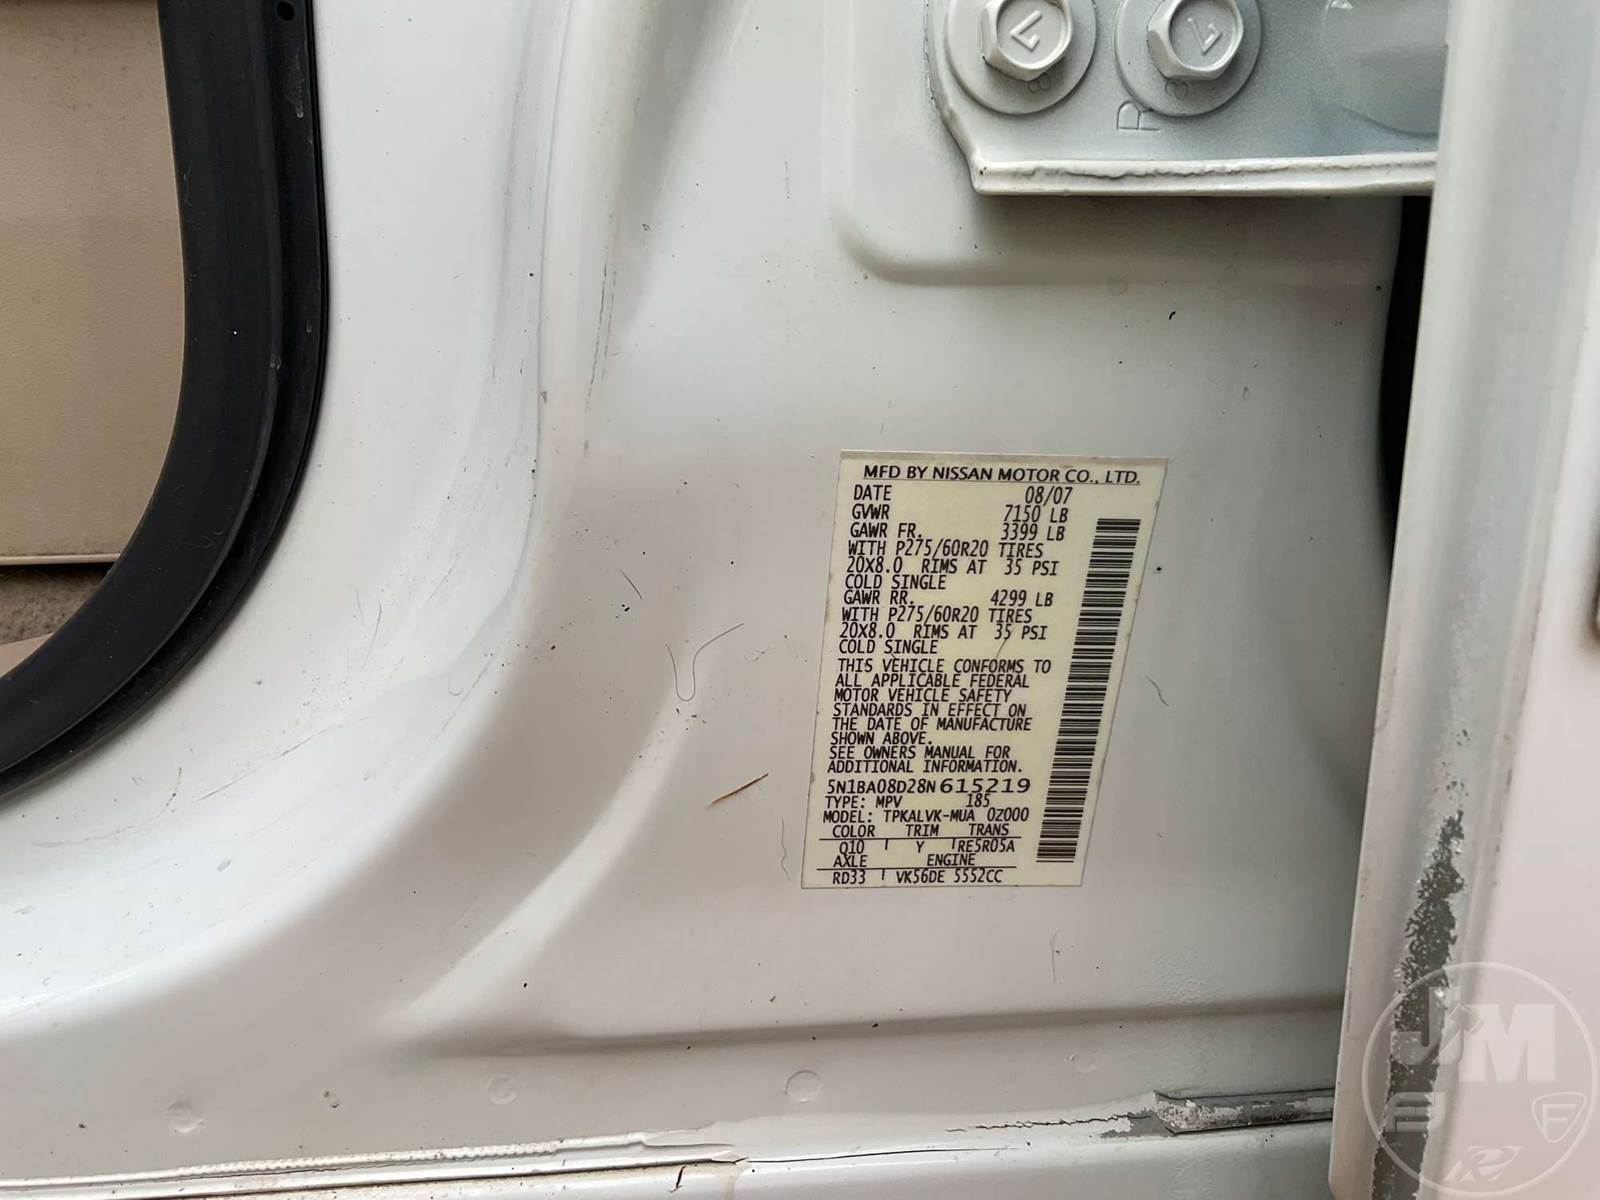 MFD BY NISSAN MOTOR CO., LTD.
DATE 08/07
GVWR 7150 LB
GAWR FR. 3399 LB
WITH P275/60R20 TIRES
20X8.0 RIMS AT 35 PSI
COLD SINGLE
GAWR RR. 4299 LB
WITH P275/60R20 TIRES
20X8.0 RIMS AT 35 PSI
COLD SINGLE
THIS VEHICLE CONFORMS TO
ALL APPLICABLE FEDERAL
MOTOR VEHICLE SAFETY
STANDARDS IN EFFECT ON
THE DATE OF MANUFACTURE
SHOWN ABOVE.
SEE OWNERS MANUAL FOR
ADDITIONAL INFORMATION.
5N1BA08D28N615219
TYPE: MPV 185
MODEL: TPKALVK-MUA 0Z000
COLOR TRIM TRANS
Q10 Y RE5R05A
AXLE ENGINE
RD33 VK56DE 5552CC
7
7
8
R
JM